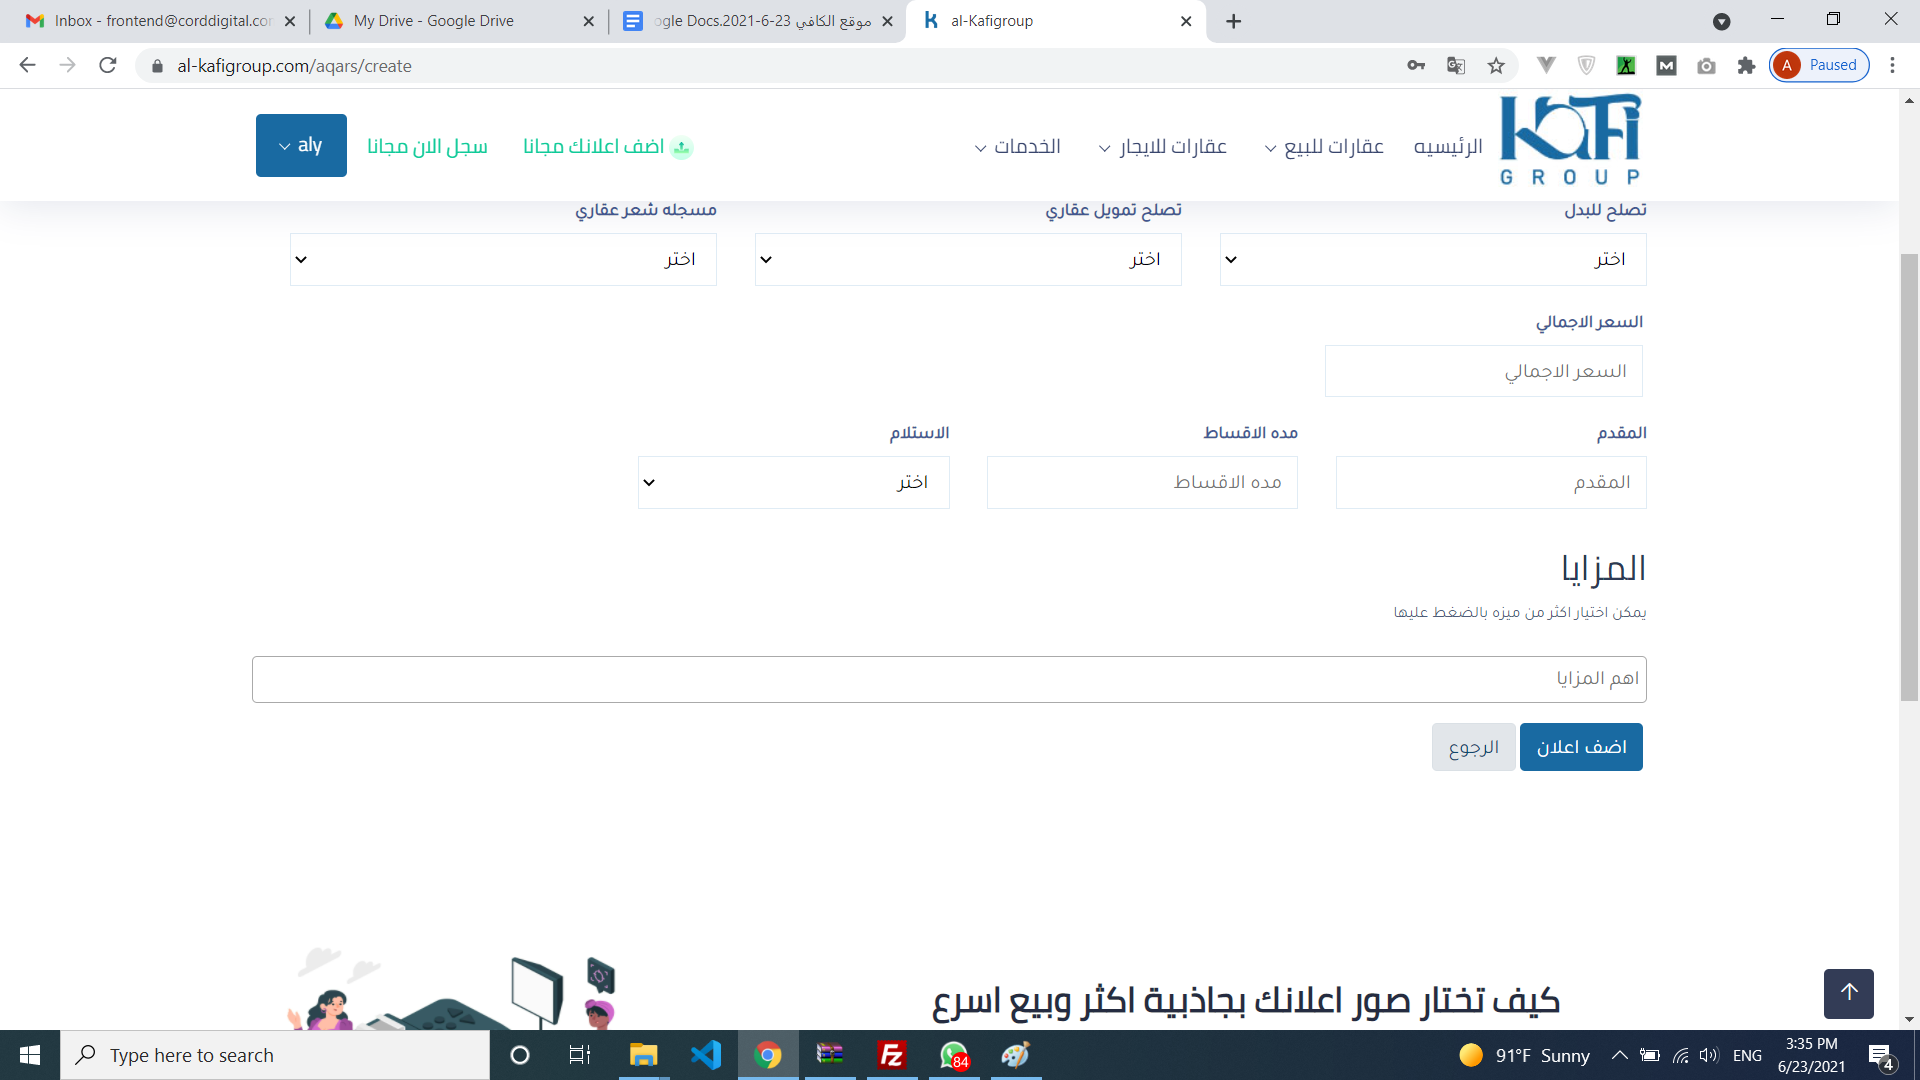 Inbox - frontend@corddigital.com
My Drive - Google Drive
موقع الكافي 23-6-2021.ogle Docs
al-Kafigroup
al-kafigroup.com/aqars/create
Paused
A
KaFi
GROUP
الرئيسيه
عقارات للبيع
عقارات للايجار
الخدمات
اضف اعلانك مجانا
سجل الان مجانا
aly
تصلح للبدل
تصلح تمويل عقاري
مسجله شعر عقاري
اختر
اختر
اختر
السعر الاجمالي
السعر الاجمالي
المقدم
مده الاقساط
الاستلام
المقدم
مده الاقساط
اختر
المزايا
يمكن اختيار اكثر من ميزه بالضغط عليها
اهم المزايا
اضف اعلان
الرجوع
كيف تختار صور اعلانك بجاذبية اكثر وبيع اسرع
Type here to search
84
91°F Sunny
ENG
3:35 PM
6/23/2021
4